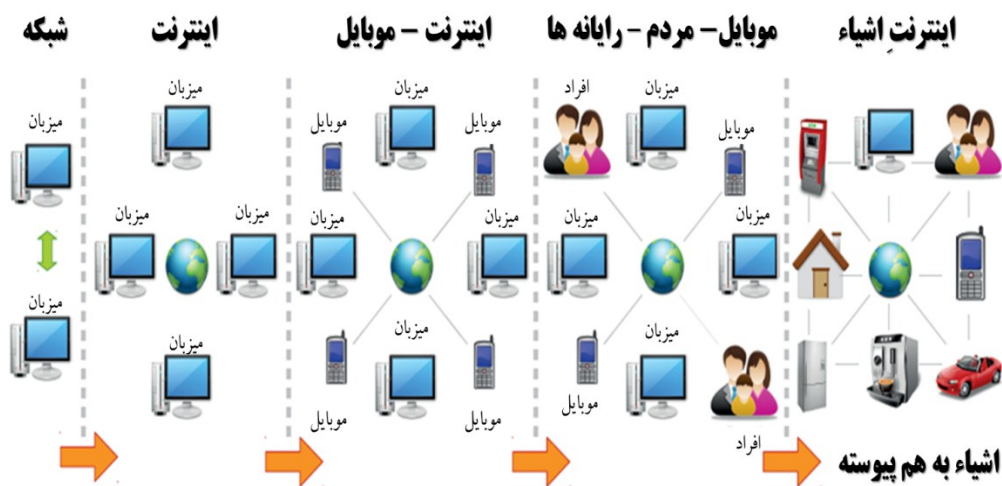 شبکه
اینترنت
اینترنت – موبایل
موبایل– مردم – رایانه ها
اینترنتِ اشیاء
میزبان
میزبان
میزبان
میزبان
میزبان
میزبان
میزبان
موبایل
موبایل
میزبان
میزبان
میزبان
موبایل
موبایل
افراد
میزبان
موبایل
میزبان
میزبان
میزبان
موبایل
افراد
اشیاء به هم پیوسته